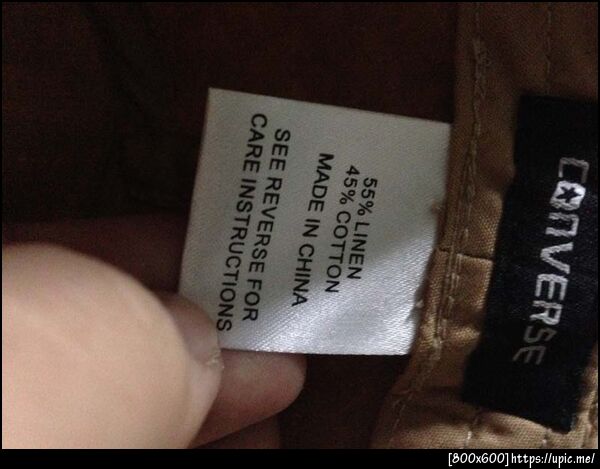 55% LINEN
45% COTTON
MADE IN CHINA
SEE REVERSE FOR
CARE INSTRUCTIONS
CONVERSE
[800x600]https://upic.me/